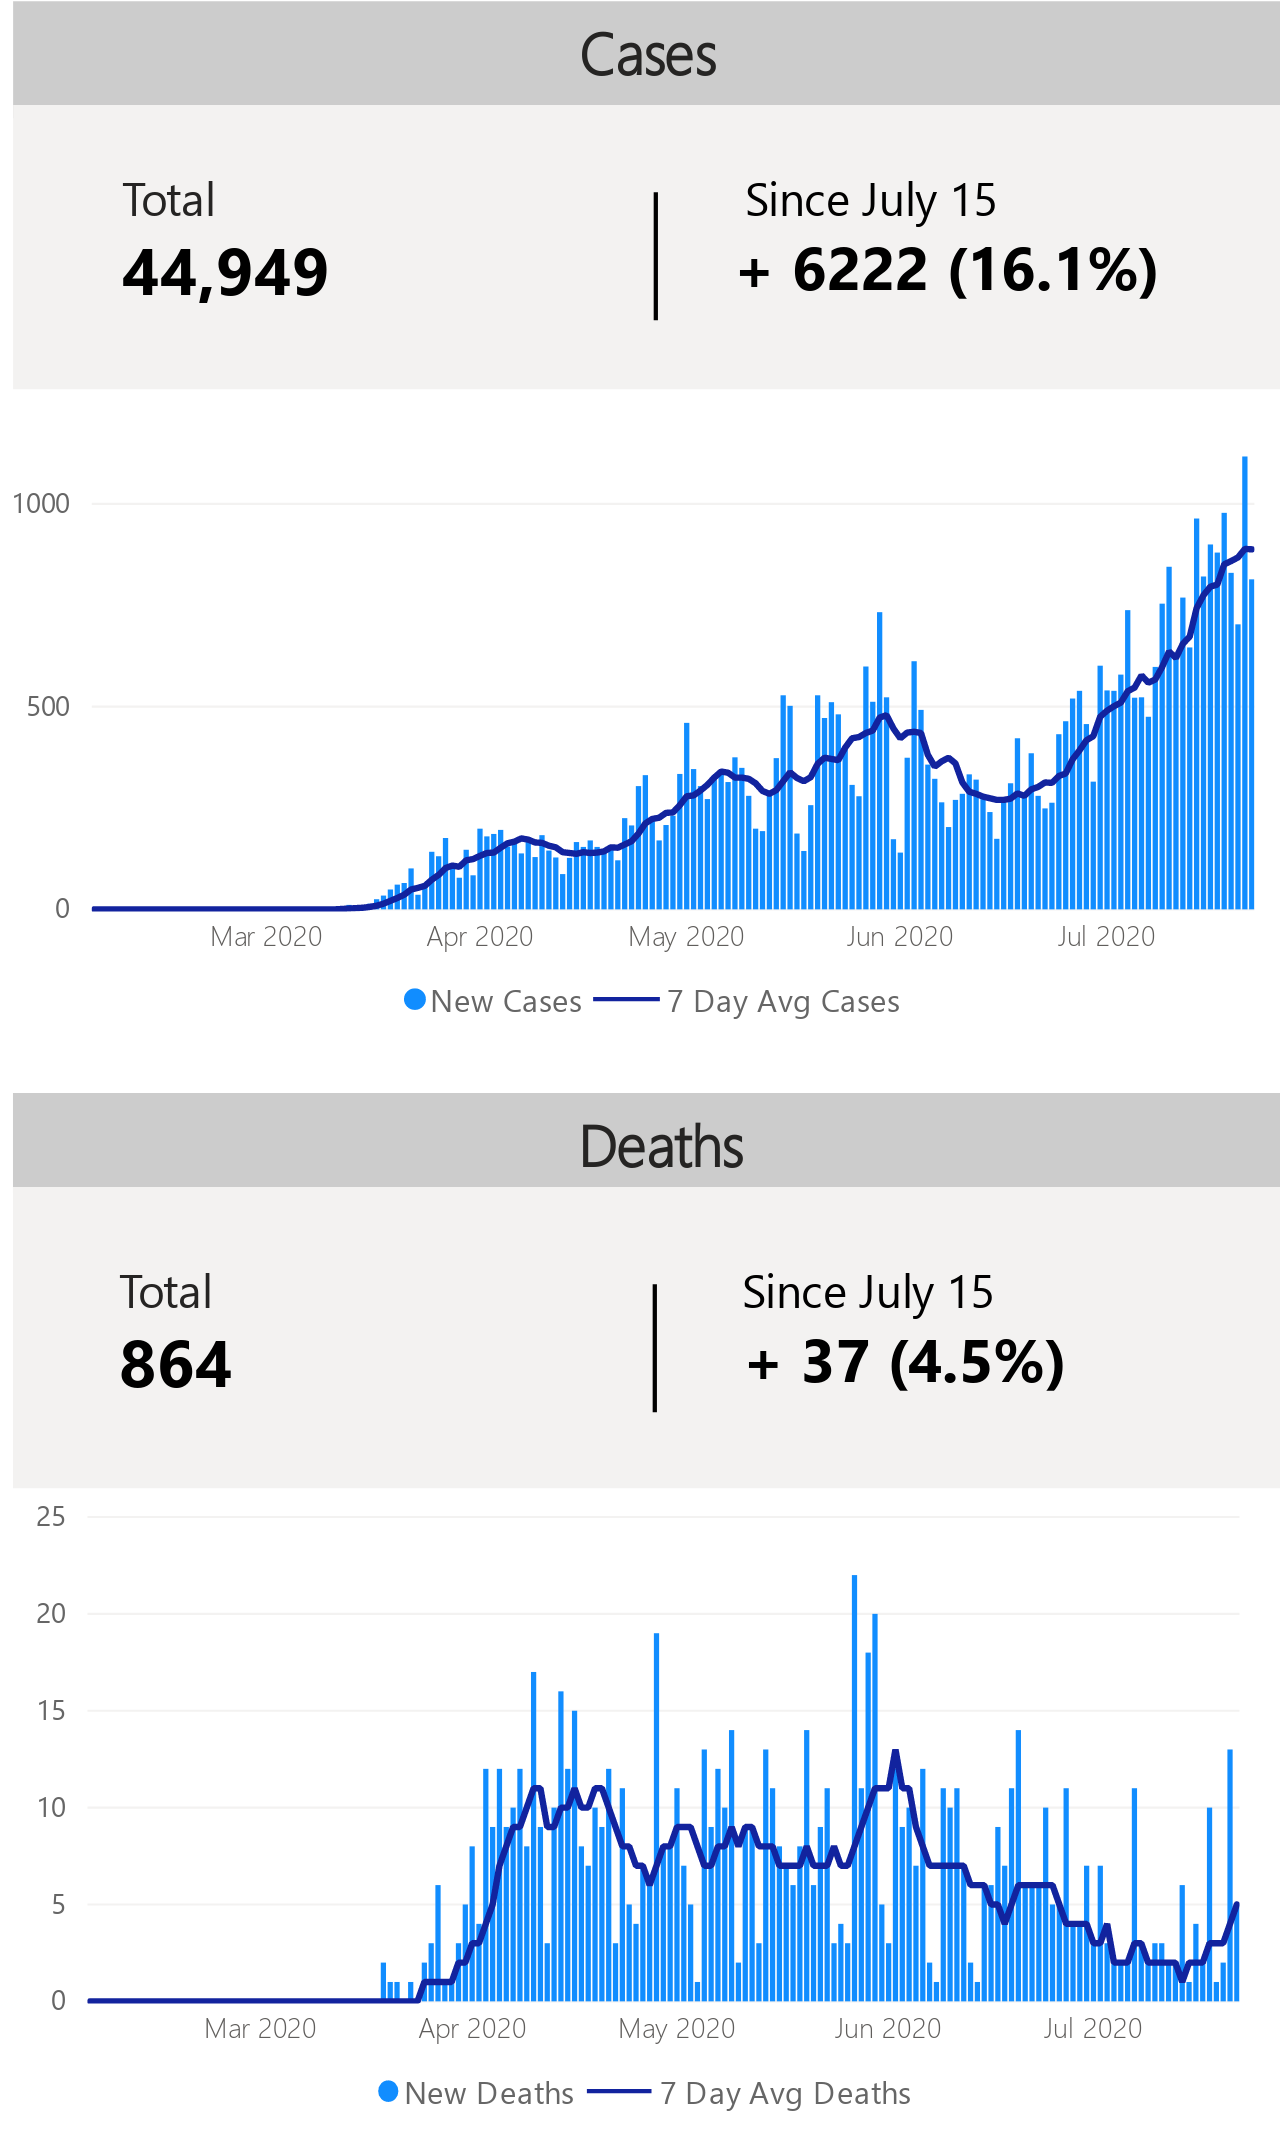 Cases
Total
44,949
Since July 15
+ 6222 (16.1%)
1000
500
0
Mar 2020 Apr 2020 May 2020 Jun 2020 Jul 2020
New Cases 7 Day Avg Cases
Deaths
Total
864
Since July 15
+ 37 (4.5%)
25
20
15
10
5
0
Mar 2020 Apr 2020 May 2020 Jun 2020 Jul 2020
New Deaths 7 Day Avg Deaths